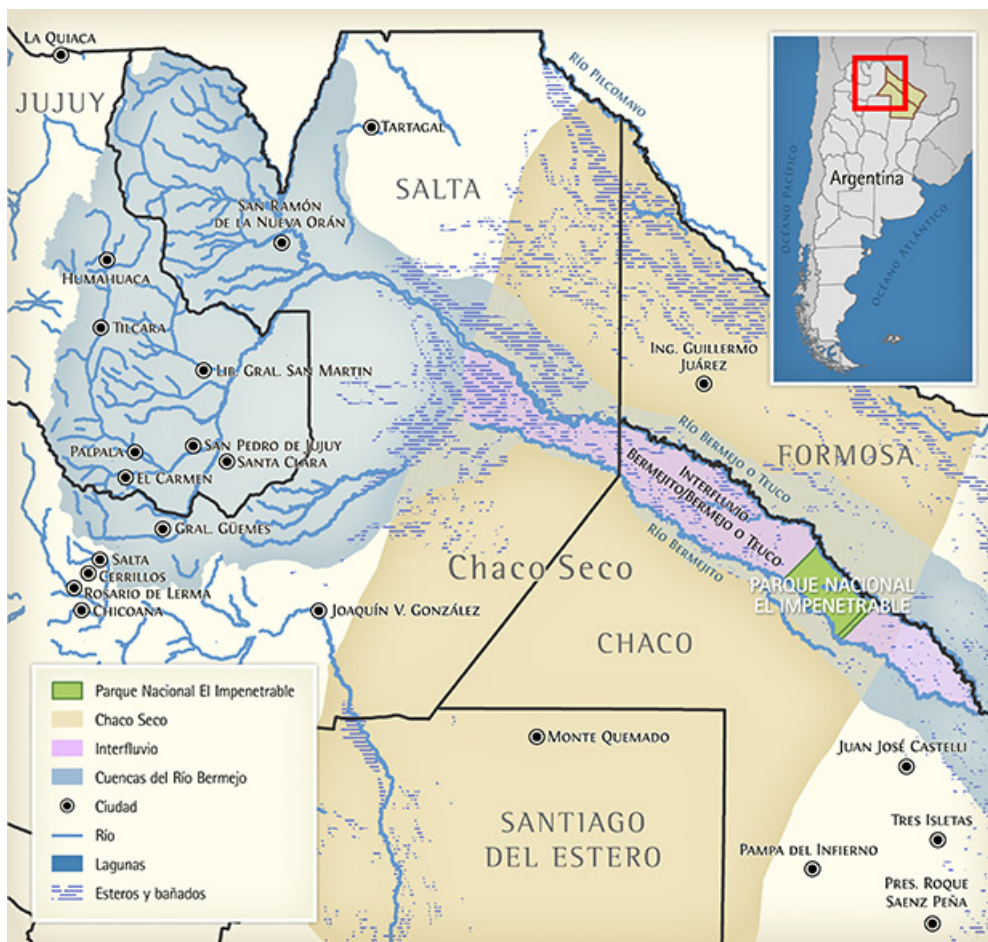 LA QUIACA
JUJUY
RÍO PILCOMAYO
TARTAGAL
SALTA
SAN RAMÓN
DE LA NUEVA ORÁN
HUMAHUACA
TILCARA
LIB. GRAL. SAN MARTIN
ING. GUILLERMO
JUÁREZ
PALPALA
SAN PEDRO DE JUJUY
SANTA CLARA
EL CARMEN
RÍO BERMEJO O TEUCO
FORMOSA
INTERFLUVIO
BERMEJITO/BERMEJO O TEUCO
RÍO BERMEJITO
GRAL. GÜEMES
SALTA
CERRILLOS
ROSARIO DE LERMA
CHICOANA
Chaco Seco
PARQUE NACIONAL
EL IMPENETRABLE
JOAQUÍN V. GONZÁLEZ
CHACO
MONTE QUEMADO
JUAN JOSÉ CASTELLI
SANTIAGO
DEL ESTERO
TRES ISLETAS
PAMPA DEL INFIERNO
PRES. ROQUE
SAENZ PEÑA
Argentina
OCÉANO PACÍFICO
OCÉANO ATLÁNTICO
Parque Nacional El Impenetrable
Chaco Seco
Interfluvio
Cuencas del Río Bermejo
Ciudad
Río
Lagunas
Esteros y bañados